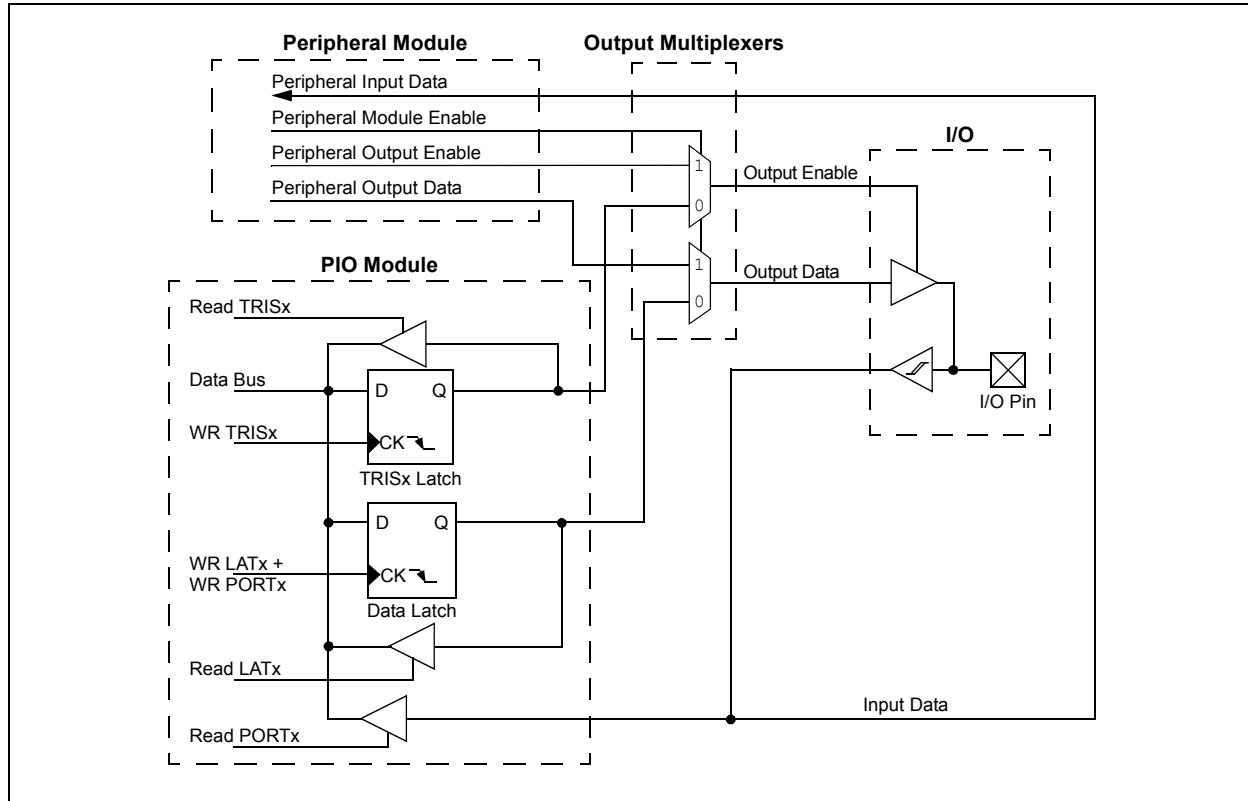 Peripheral Module
Output Multiplexers
Peripheral Input Data
Peripheral Module Enable
Peripheral Output Enable
Peripheral Output Data
1
0
Output Enable
I/O
1
0
Output Data
I/O Pin
PIO Module
Read TRISx
Data Bus
D
Q
WR TRISx
CK
TRISx Latch
D
Q
WR LATx +
WR PORTx
CK
Data Latch
Read LATx
Input Data
Read PORTx